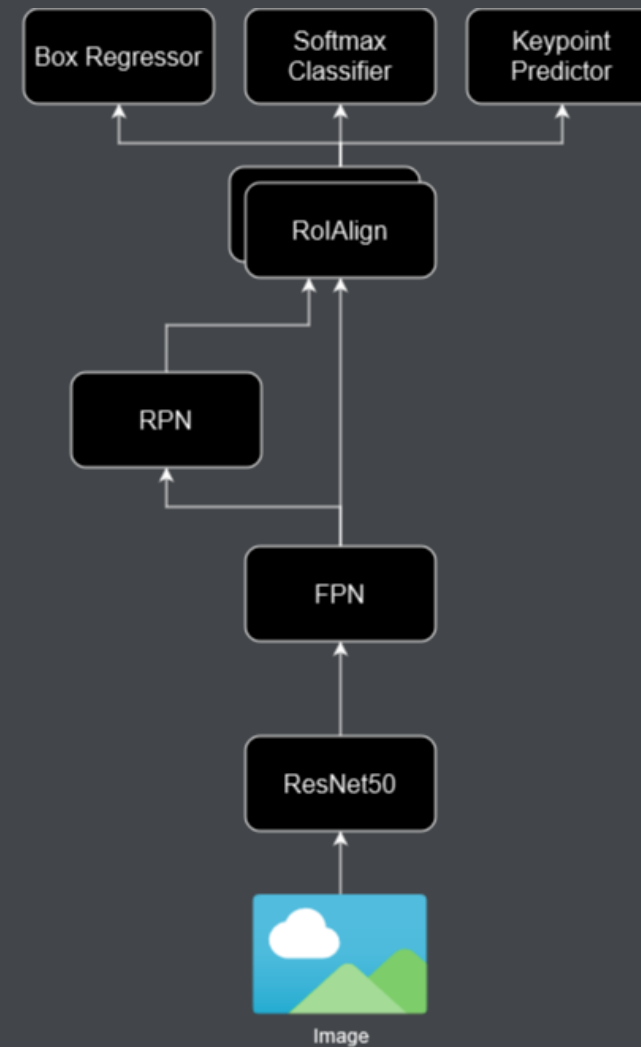 Box Regressor
Softmax
Classifier
Keypoint
Predictor
RoIAlign
RPN
FPN
ResNet50
Image